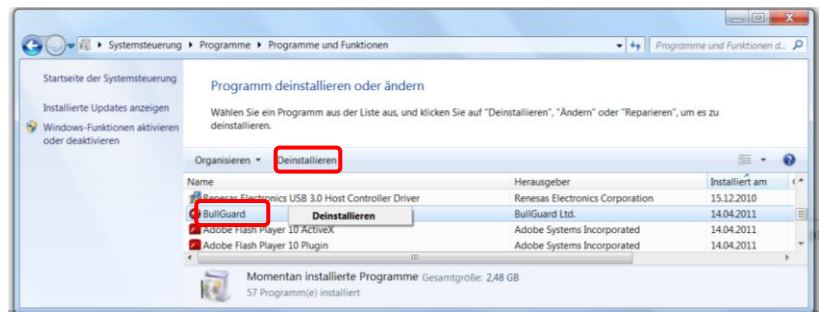 Systemsteuerung ▸ Programme ▸ Programme und Funktionen
Programme und Funktionen d...
Startseite der Systemsteuerung
Installierte Updates anzeigen
Windows-Funktionen aktivieren
oder deaktivieren
Programm deinstallieren oder ändern
Wählen Sie ein Programm aus der Liste aus, und klicken Sie auf "Deinstallieren", "Ändern" oder "Reparieren", um es zu
deinstallieren.
Organisieren Deinstallieren
Name Herausgeber Installiert am
Renesas Electronics USB 3.0 Host Controller Driver Renesas Electronics Corporation 15.12.2010
BullGuard Deinstallieren BullGuard Ltd. 14.04.2011
Adobe Flash Player 10 ActiveX Adobe Systems Incorporated 14.04.2011
Adobe Flash Player 10 Plugin Adobe Systems Incorporated 14.04.2011
Momentan installierte Programme Gesamtgröße: 2,48 GB
57 Programm(e) installiert